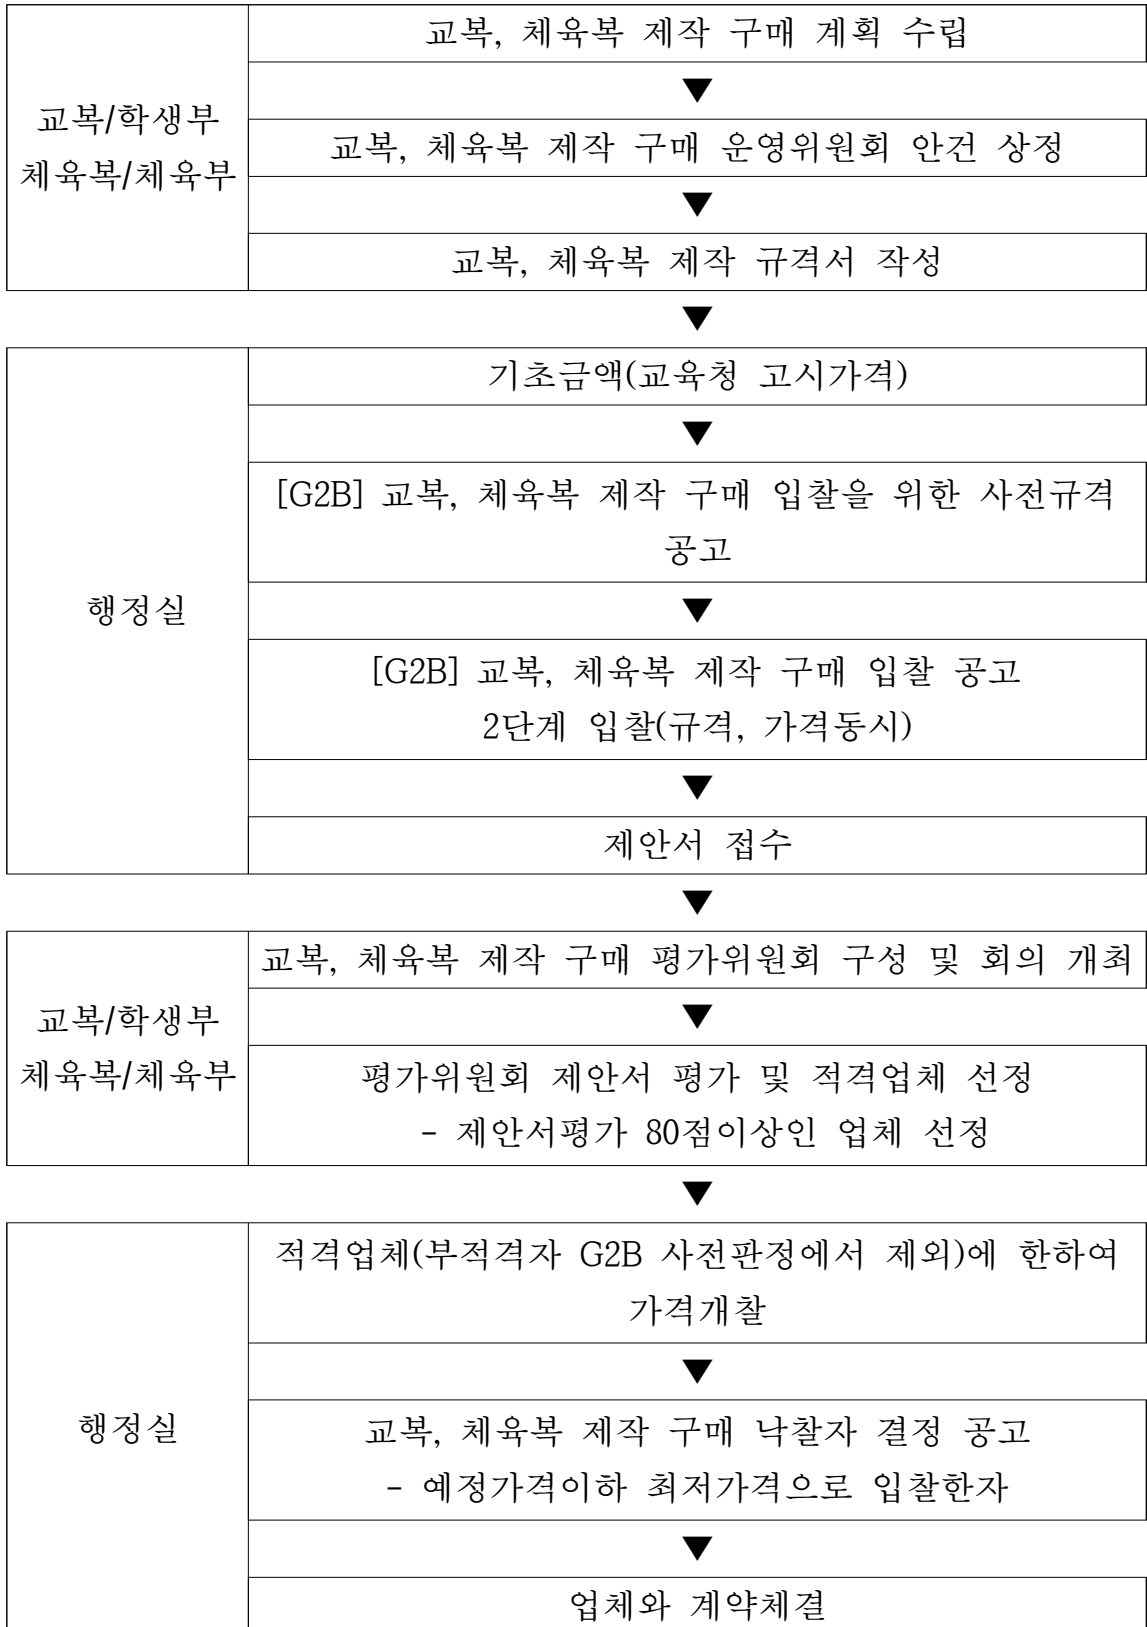 교복/학생부
체육복/체육부
교복, 체육복 제작 구매 계획 수립
▼
교복, 체육복 제작 구매 운영위원회 안건 상정
▼
교복, 체육복 제작 규격서 작성
▼
행정실
기초금액(교육청 고시가격)
▼
[G2B] 교복, 체육복 제작 구매 입찰을 위한 사전규격
공고
▼
[G2B] 교복, 체육복 제작 구매 입찰 공고
2단계 입찰(규격, 가격동시)
▼
제안서 접수
▼
교복/학생부
체육복/체육부
교복, 체육복 제작 구매 평가위원회 구성 및 회의 개최
▼
평가위원회 제안서 평가 및 적격업체 선정
- 제안서평가 80점이상인 업체 선정
▼
행정실
적격업체(부적격자 G2B 사전판정에서 제외)에 한하여
가격개찰
▼
교복, 체육복 제작 구매 낙찰자 결정 공고
- 예정가격이하 최저가격으로 입찰한자
▼
업체와 계약체결